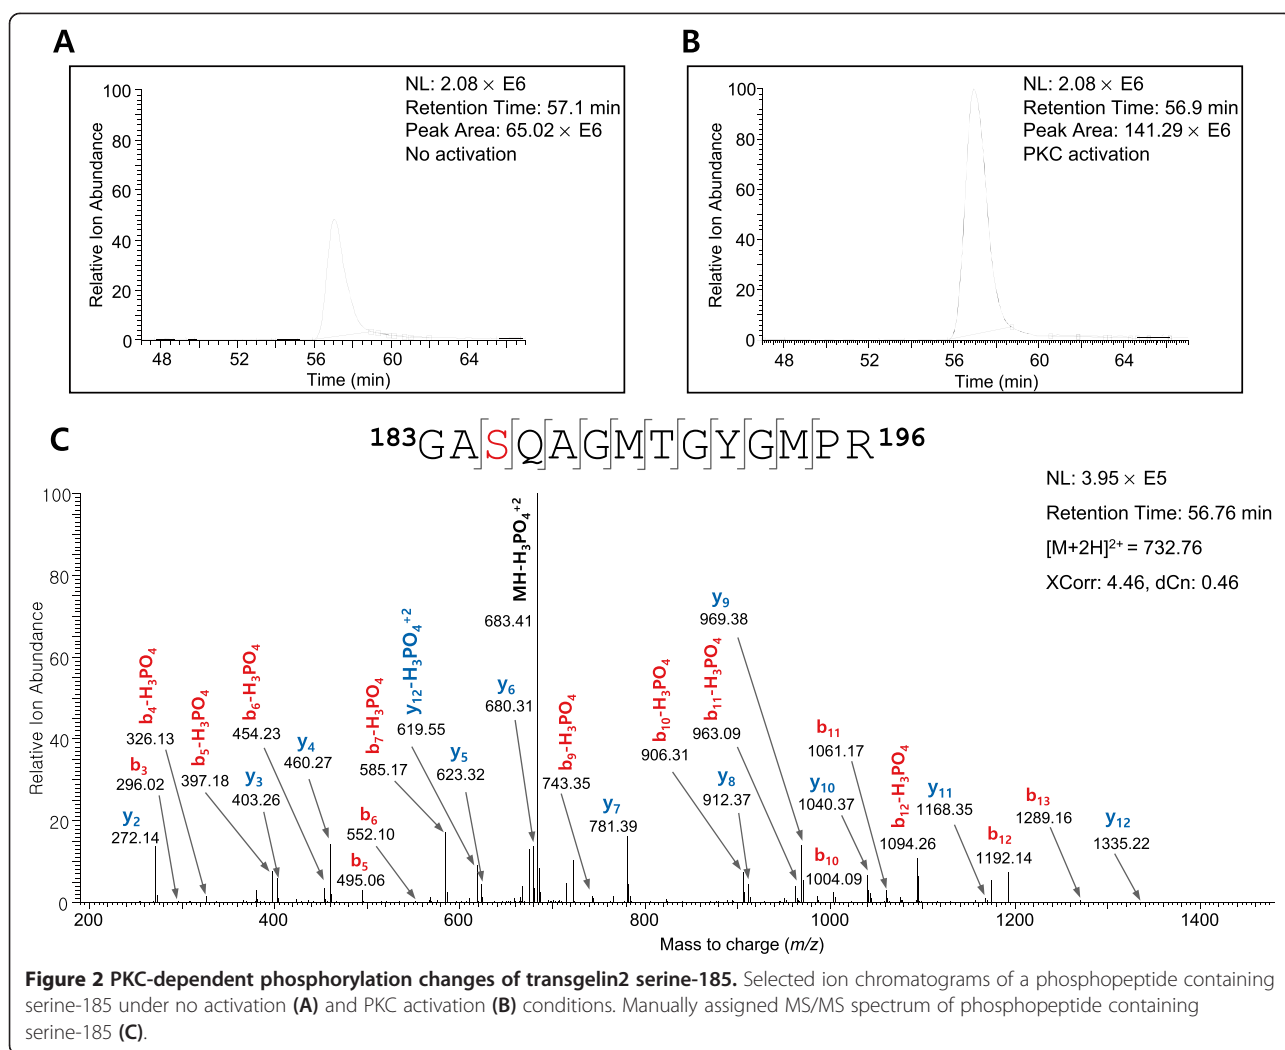 A
NL: 2.08 × E6
Retention Time: 57.1 min
Peak Area: 65.02 × E6
No activation
Relative Ion Abundance
100
80
60
40
20
0
48 52 56 60 64
Time (min)
B
NL: 2.08 × E6
Retention Time: 56.9 min
Peak Area: 141.29 × E6
PKC activation
Relative Ion Abundance
100
80
60
40
20
0
48 52 56 60 64
Time (min)
C
183GASQAGMTGYGMPR196
NL: 3.95 × E5
Retention Time: 56.76 min
[M+2H]²⁺ = 732.76
XCorr: 4.46, dCn: 0.46
Relative Ion Abundance
100
80
60
40
20
0
y₂
272.14
b₃
296.02
b₄-H₃PO₄
326.13
b₅-H₃PO₄
397.18
y₃
403.26
b₆-H₃PO₄
454.23
y₄
460.27
b₅
495.06
b₆
552.10
b₇-H₃PO₄
585.17
y₁₂-H₃PO₄⁺²
619.55
y₅
623.32
y₆
680.31
MH-H₃PO₄⁺²
683.41
b₉-H₃PO₄
743.35
y₇
781.39
b₁₀-H₃PO₄
906.31
y₈
912.37
b₁₁-H₃PO₄
963.09
y₉
969.38
b₁₀
1004.09
y₁₀
1040.37
b₁₁
1061.17
b₁₂-H₃PO₄
1094.26
y₁₁
1168.35
b₁₂
1192.14
b₁₃
1289.16
y₁₂
1335.22
200 400 600 800 1000 1200 1400
Mass to charge (m/z)
Figure 2 PKC-dependent phosphorylation changes of transgelin2 serine-185. Selected ion chromatograms of a phosphopeptide containing
serine-185 under no activation (A) and PKC activation (B) conditions. Manually assigned MS/MS spectrum of phosphopeptide containing
serine-185 (C).